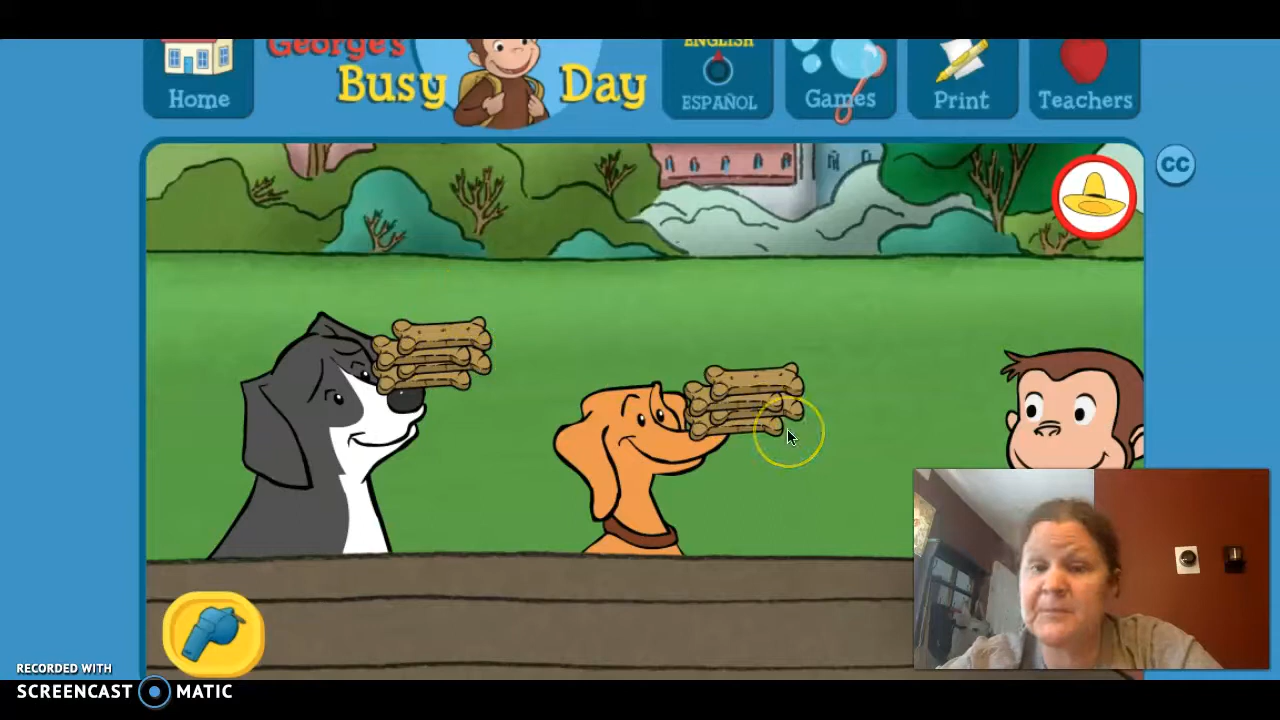 George's
Busy Day
Home
ENGLISH
ESPAÑOL
Games
Print
Teachers
CC
RECORDED WITH
SCREENCAST MATIC